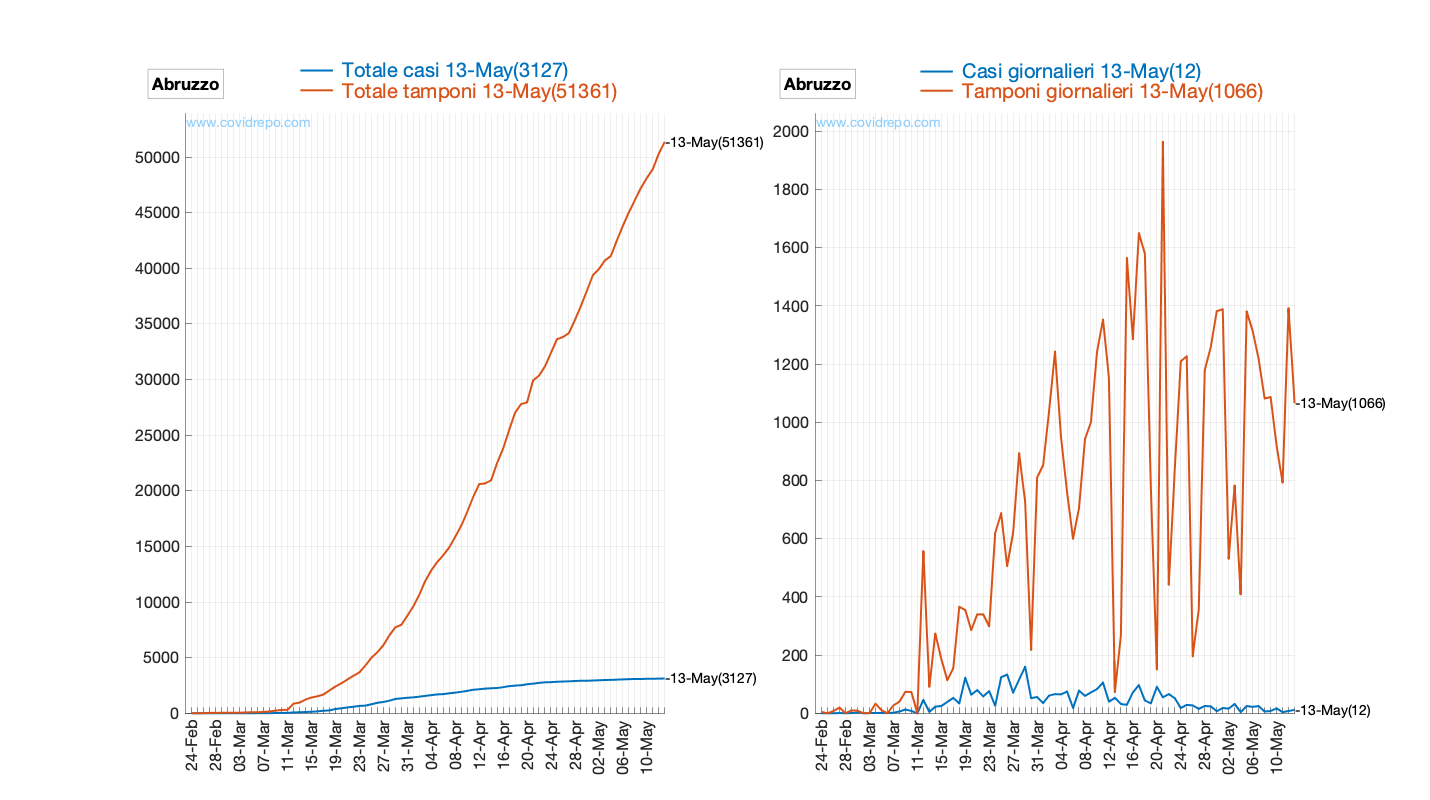 Abruzzo
Totale casi 13-May(3127)
Totale tamponi 13-May(51361)
www.covidrepo.com
13-May(51361)
13-May(3127)
50000
45000
40000
35000
30000
25000
20000
15000
10000
5000
0
24-Feb
28-Feb
03-Mar
07-Mar
11-Mar
15-Mar
19-Mar
23-Mar
27-Mar
31-Mar
04-Apr
08-Apr
12-Apr
16-Apr
20-Apr
24-Apr
28-Apr
02-May
06-May
10-May
Abruzzo
Casi giornalieri 13-May(12)
Tamponi giornalieri 13-May(1066)
www.covidrepo.com
13-May(1066)
13-May(12)
2000
1800
1600
1400
1200
1000
800
600
400
200
0
24-Feb
28-Feb
03-Mar
07-Mar
11-Mar
15-Mar
19-Mar
23-Mar
27-Mar
31-Mar
04-Apr
08-Apr
12-Apr
16-Apr
20-Apr
24-Apr
28-Apr
02-May
06-May
10-May